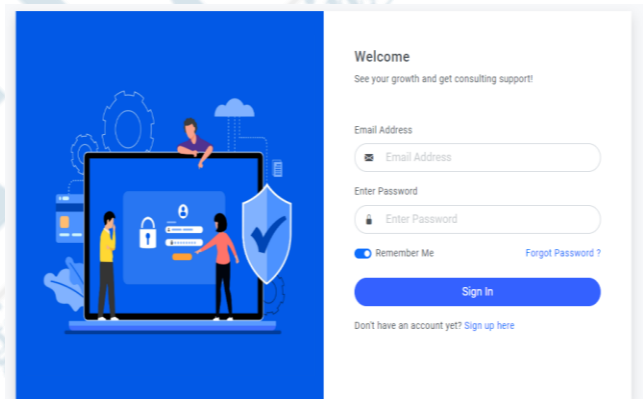 Welcome
See your growth and get consulting support!
Email Address
Email Address
Enter Password
Enter Password
Remember Me
Forgot Password ?
Sign In
Don't have an account yet? Sign up here